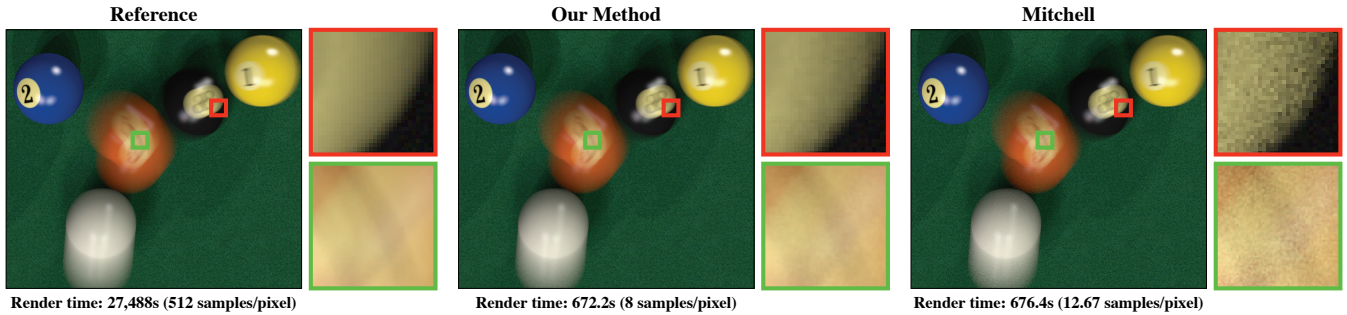 Reference
Our Method
Mitchell
2
1
2
1
2
1
Render time: 27,488s (512 samples/pixel)
Render time: 672.2s (8 samples/pixel)
Render time: 676.4s (12.67 samples/pixel)